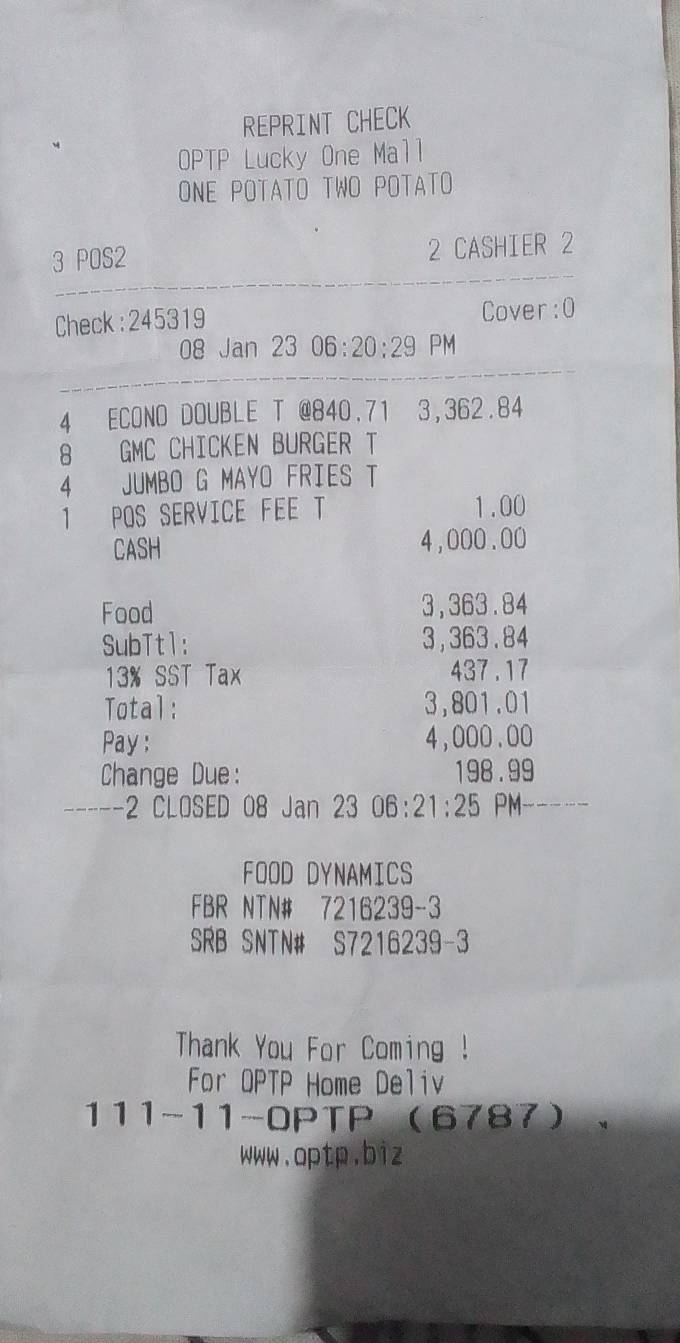 REPRINT CHECK
OPTP Lucky One Mall
ONE POTATO TWO POTATO
3 POS2 2 CASHIER 2
Check:245319 Cover:0
08 Jan 23 06:20:29 PM
4 ECONO DOUBLE T @840.71 3,362.84
8 GMC CHICKEN BURGER T
4 JUMBO G MAYO FRIES T
1 POS SERVICE FEE T 1.00
CASH 4,000.00
Food 3,363.84
SubTtl: 3,363.84
13% SST Tax 437.17
Total: 3,801.01
Pay: 4,000.00
Change Due: 198.99
-----2 CLOSED 08 Jan 23 06:21:25 PM-----
FOOD DYNAMICS
FBR NTN# 7216239-3
SRB SNTN# S7216239-3
Thank You For Coming !
For OPTP Home Deliv
111-11-OPTP (6787)
www.optp.biz